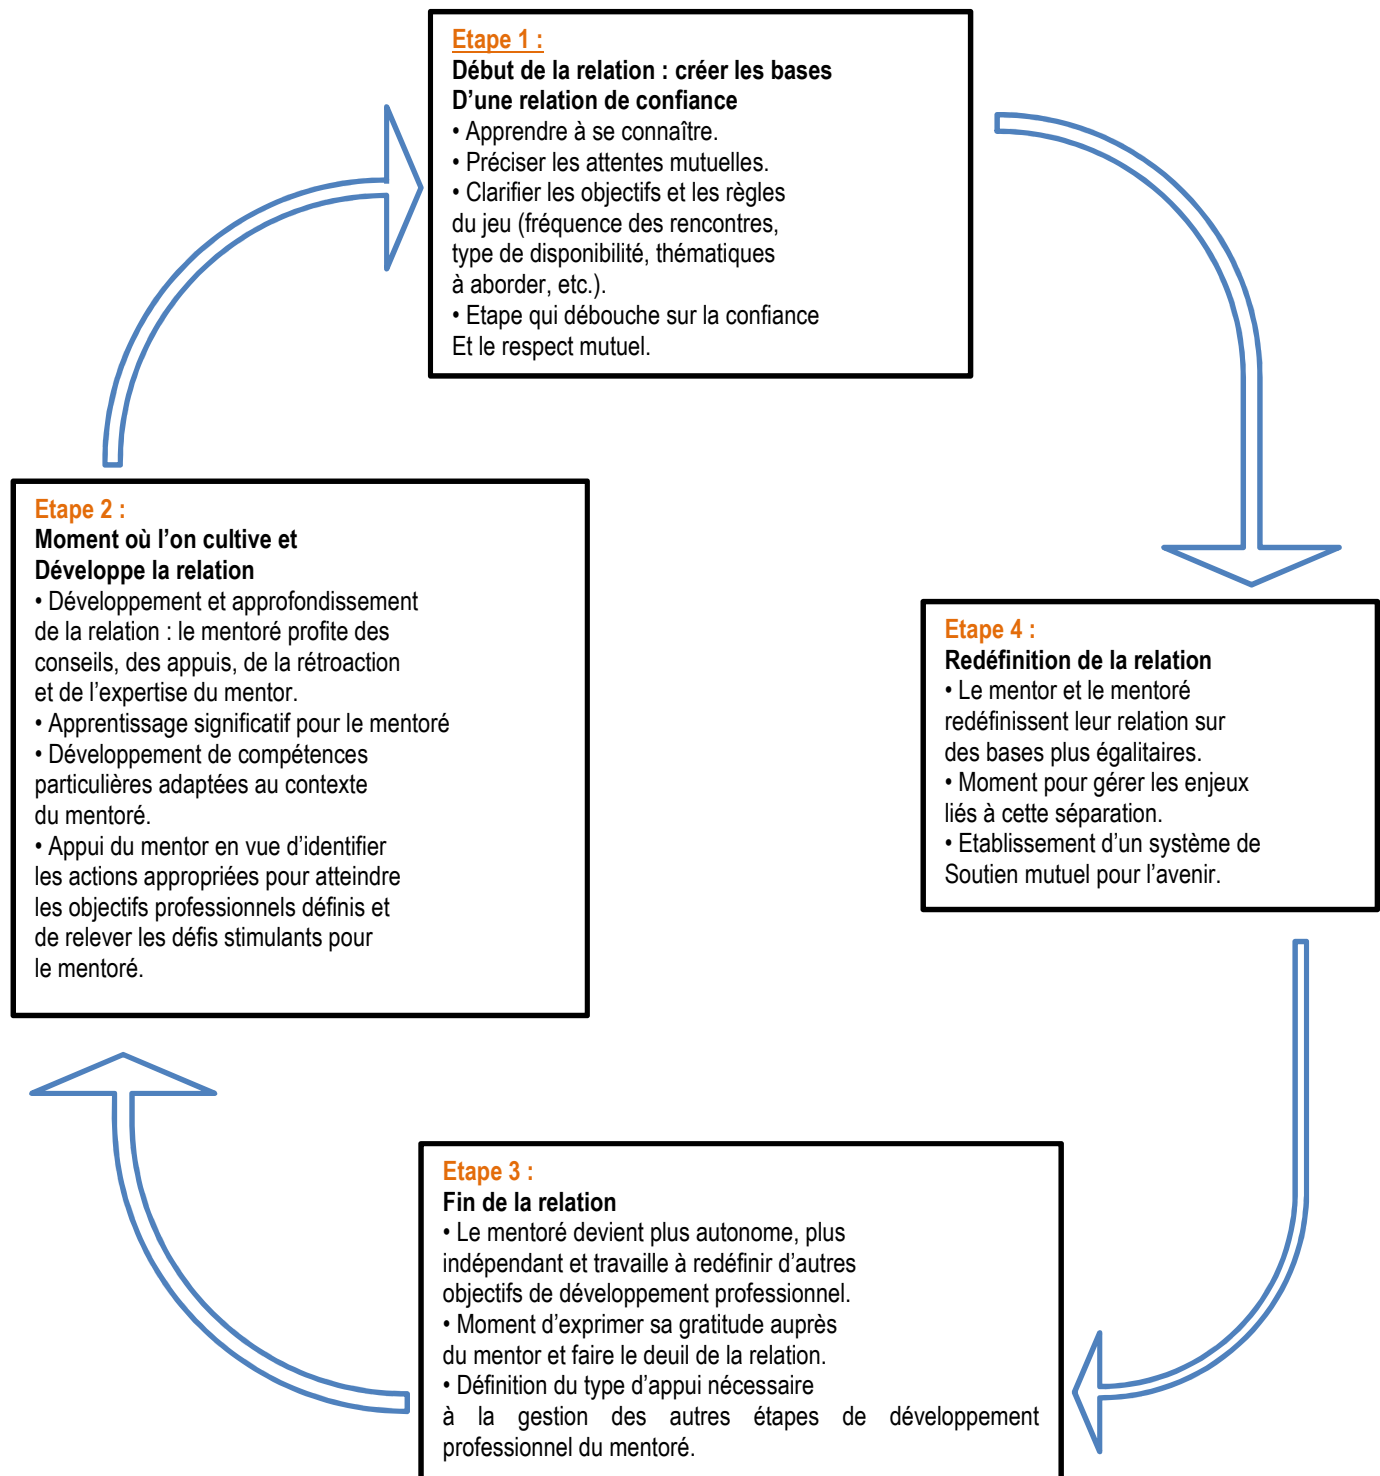 Etape 1 :
Début de la relation : créer les bases
D’une relation de confiance
• Apprendre à se connaître.
• Préciser les attentes mutuelles.
• Clarifier les objectifs et les règles
du jeu (fréquence des rencontres,
type de disponibilité, thématiques
à aborder, etc.).
• Etape qui débouche sur la confiance
Et le respect mutuel.
Etape 2 :
Moment où l’on cultive et
Développe la relation
• Développement et approfondissement
de la relation : le mentoré profite des
conseils, des appuis, de la rétroaction
et de l’expertise du mentor.
• Apprentissage significatif pour le mentoré
• Développement de compétences
particulières adaptées au contexte
du mentoré.
• Appui du mentor en vue d’identifier
les actions appropriées pour atteindre
les objectifs professionnels définis et
de relever les défis stimulants pour
le mentoré.
Etape 4 :
Redéfinition de la relation
• Le mentor et le mentoré
redéfinissent leur relation sur
des bases plus égalitaires.
• Moment pour gérer les enjeux
liés à cette séparation.
• Etablissement d’un système de
Soutien mutuel pour l’avenir.
Etape 3 :
Fin de la relation
• Le mentoré devient plus autonome, plus
indépendant et travaille à redéfinir d’autres
objectifs de développement professionnel.
• Moment d’exprimer sa gratitude auprès
du mentor et faire le deuil de la relation.
• Définition du type d’appui nécessaire
à la gestion des autres étapes de développement
professionnel du mentoré.